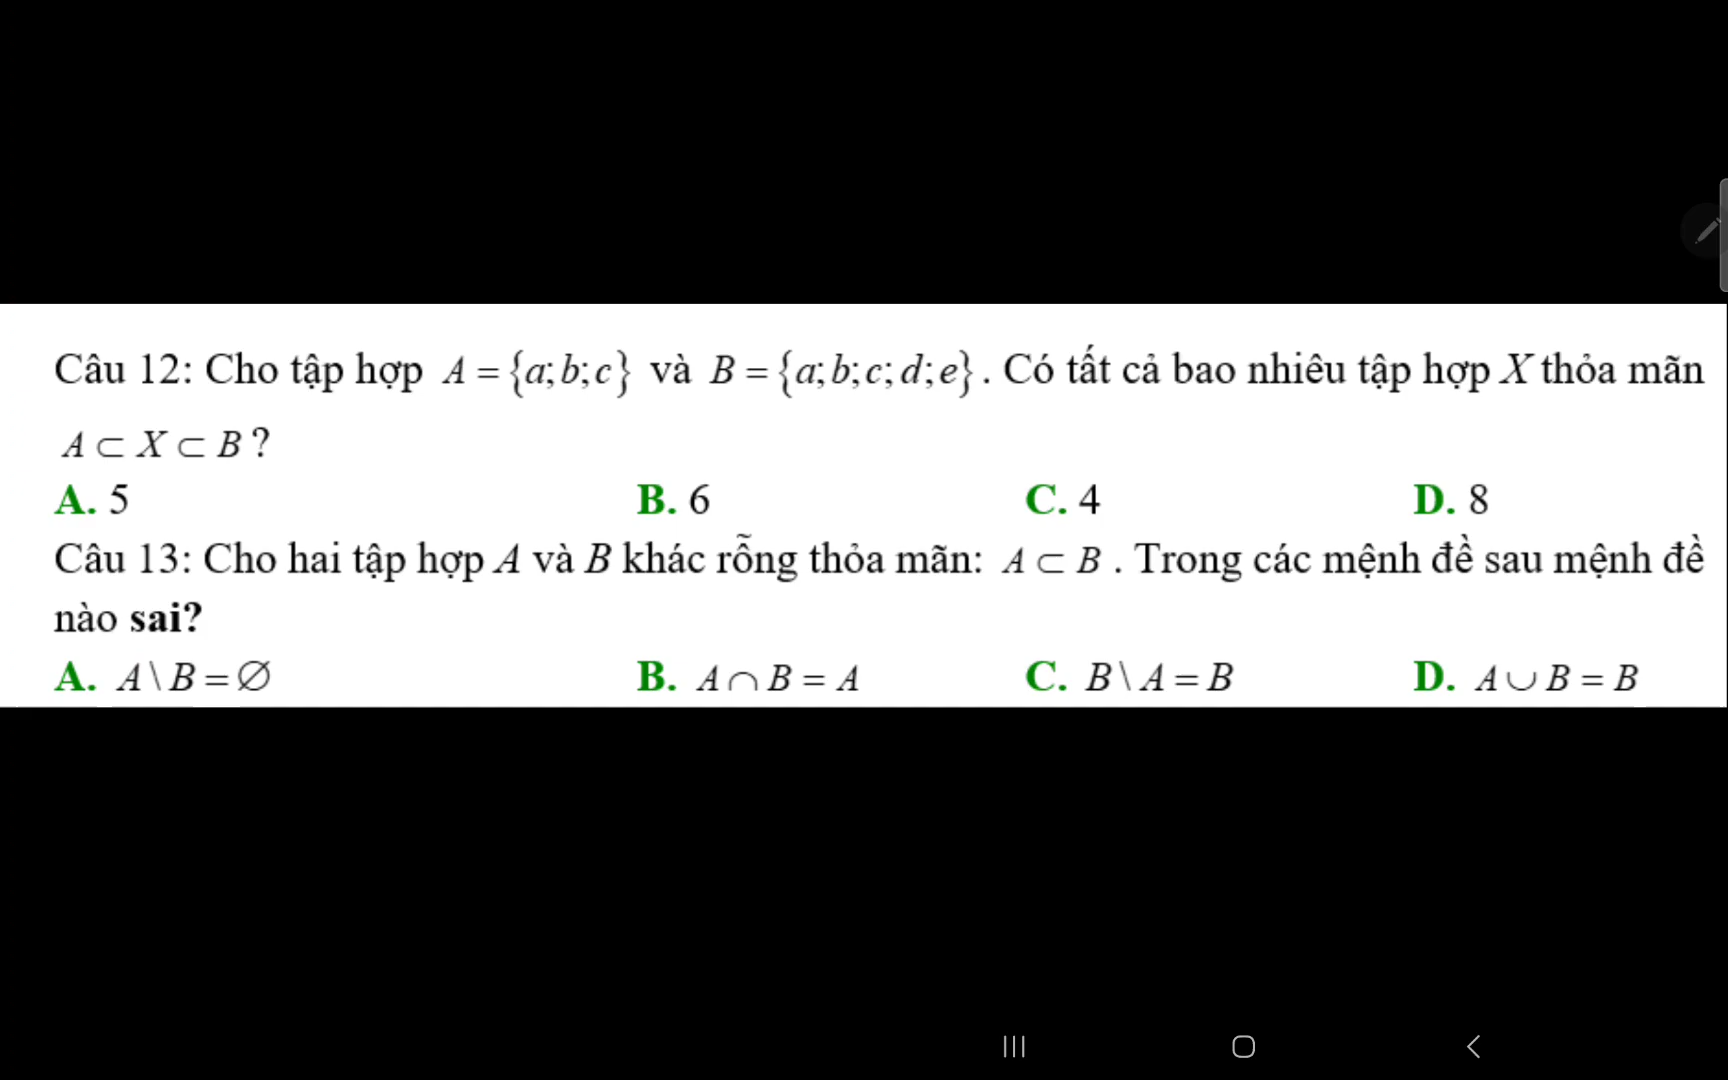 Câu 12: Cho tập hợp A = {a;b;c} và B = {a;b;c;d;e}. Có tất cả bao nhiêu tập hợp X thỏa mãn
A ⊂ X ⊂ B ?
A. 5 B. 6 C. 4 D. 8
Câu 13: Cho hai tập hợp A và B khác rỗng thỏa mãn: A ⊂ B . Trong các mệnh đề sau mệnh đề
nào sai?
A. A \ B = ∅ B. A ∩ B = A C. B \ A = B D. A ∪ B = B